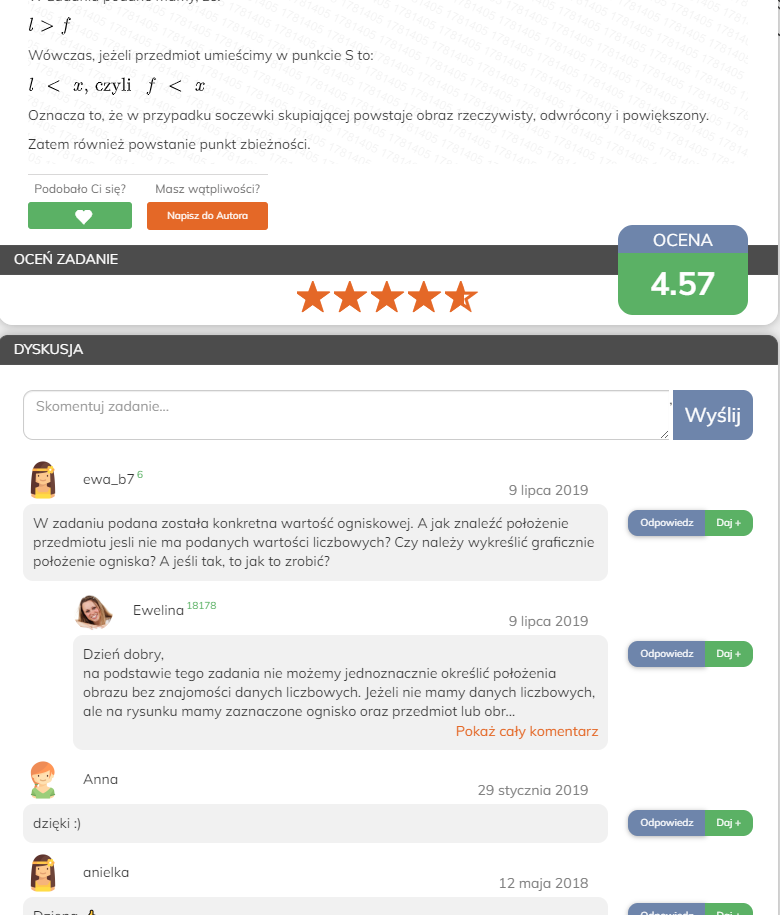 l > f
Wówczas, jeżeli przedmiot umieścimy w punkcie S to:
l < x, czyli f < x
Oznacza to, że w przypadku soczewki skupiającej powstaje obraz rzeczywisty, odwrócony i powiększony.
Zatem również powstanie punkt zbieżności.
Podobało Ci się? Masz wątpliwości?
Napisz do Autora
OCENA
OCEŃ ZADANIE
4.57
DYSKUSJA
Skomentuj zadanie...
Wyślij
ewa_b7 6
9 lipca 2019
W zadaniu podana została konkretna wartość ogniskowej. A jak znaleźć położenie
Odpowiedz Daj +
przedmiotu jesli nie ma podanych wartości liczbowych? Czy należy wykreślić graficznie
położenie ogniska? A jeśli tak, to jak to zrobić?
Ewelina 18178
9 lipca 2019
Dzień dobry,
Odpowiedz Daj +
na podstawie tego zadania nie możemy jednoznacznie określić położenia
obrazu bez znajomości danych liczbowych. Jeżeli nie mamy danych liczbowych,
ale na rysunku mamy zaznaczone ognisko oraz przedmiot lub obr...
Pokaż cały komentarz
Anna
29 stycznia 2019
dzięki :)
Odpowiedz Daj +
anielka
12 maja 2018